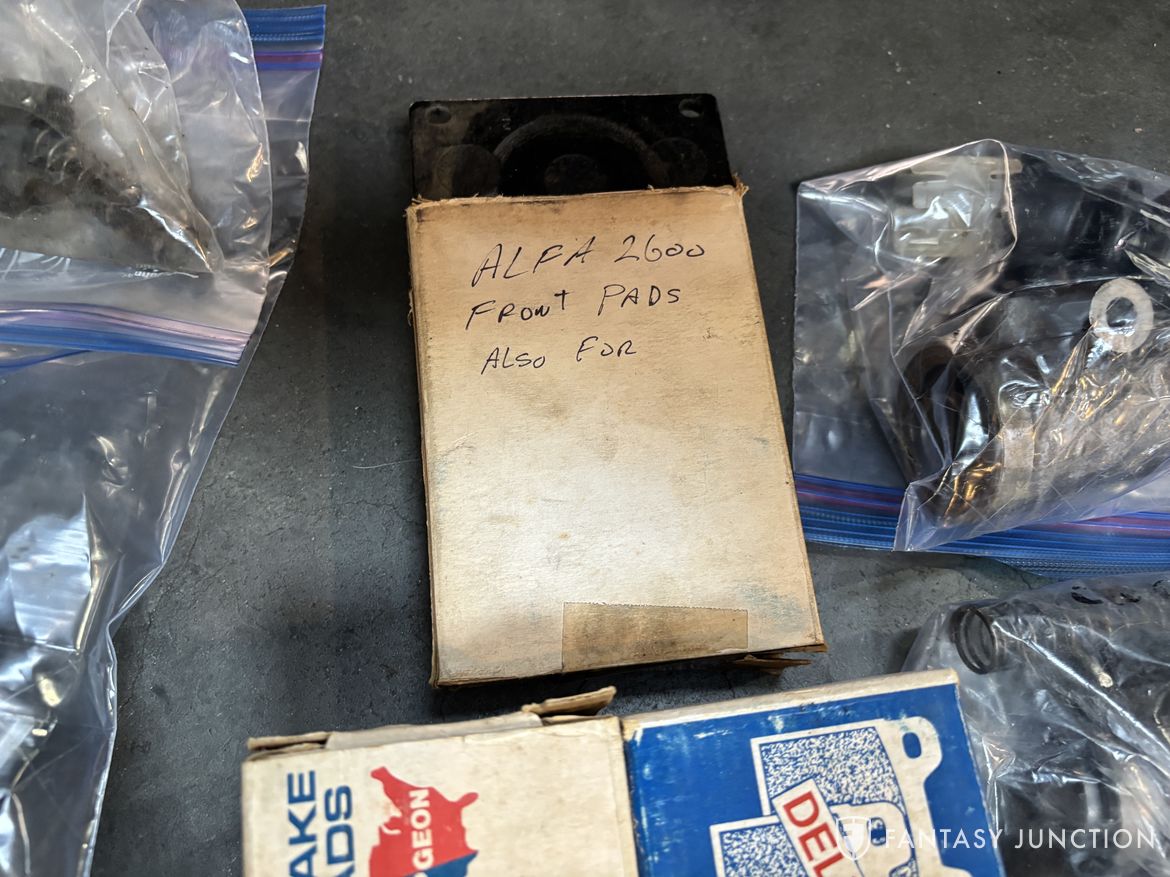 ALFA 2600
FRONT PADS
ALSO FOR
AKE
ADS
GEON
DEL
FANTASY JUNCTION